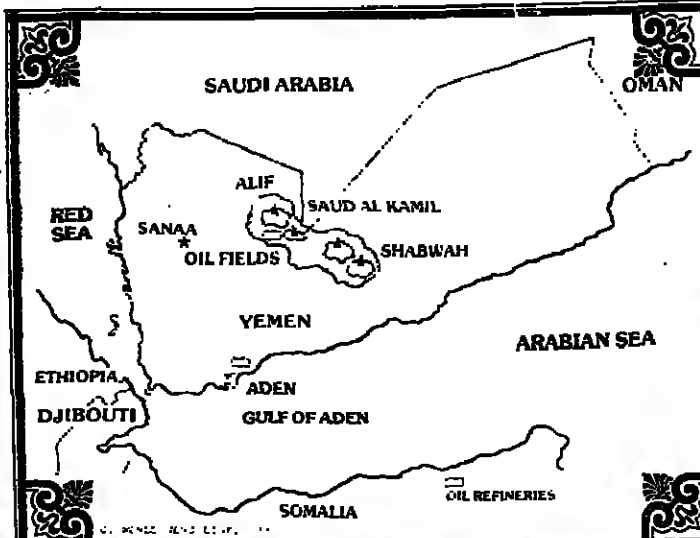 SAUDI ARABIA
OMAN
ALIF
SAUD AL KAMIL
RED
SEA
SANAA
OIL FIELDS
SHABWAH
YEMEN
ARABIAN SEA
ETHIOPIA
ADEN
DJIBOUTI
GULF OF ADEN
OIL REFINERIES
SOMALIA